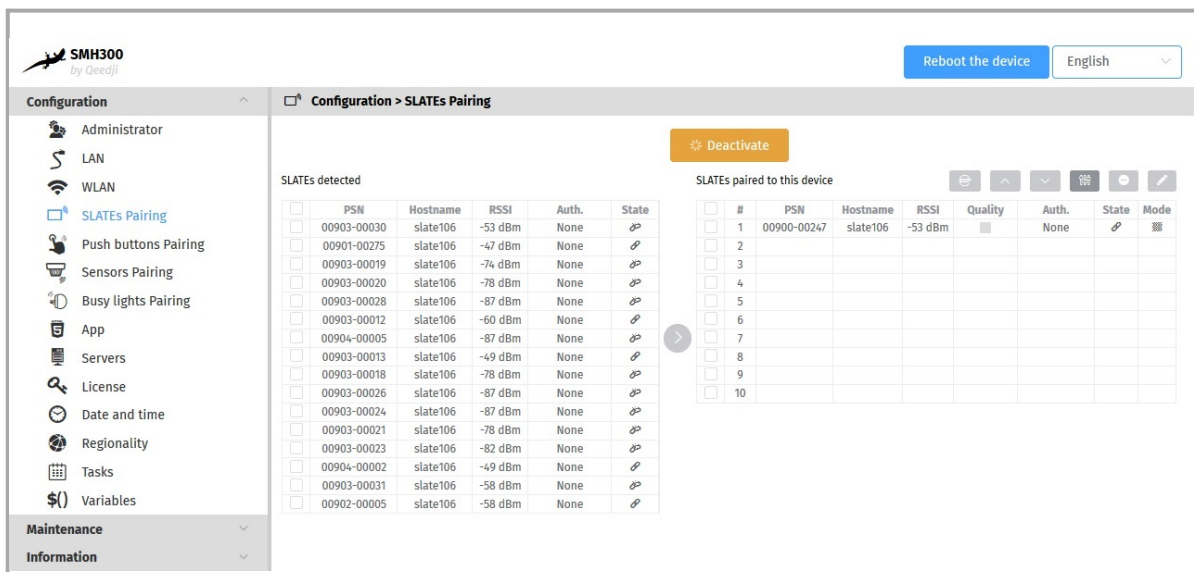 SMH300
by Qeedji
Reboot the device
English
Configuration
Administrator
LAN
WLAN
SLATEs Pairing
Push buttons Pairing
Sensors Pairing
Busy lights Pairing
App
Servers
License
Date and time
Regionality
Tasks
$() Variables
Maintenance
Information
Configuration > SLATEs Pairing
Deactivate
SLATEs detected
PSN Hostname RSSI Auth. State
00903-00030 slate106 -53 dBm None
00901-00275 slate106 -47 dBm None
00903-00019 slate106 -74 dBm None
00903-00020 slate106 -78 dBm None
00903-00028 slate106 -87 dBm None
00903-00012 slate106 -60 dBm None
00904-00005 slate106 -87 dBm None
00903-00013 slate106 -49 dBm None
00903-00018 slate106 -78 dBm None
00903-00026 slate106 -87 dBm None
00903-00024 slate106 -87 dBm None
00903-00021 slate106 -78 dBm None
00903-00023 slate106 -82 dBm None
00904-00002 slate106 -49 dBm None
00903-00031 slate106 -58 dBm None
00902-00005 slate106 -58 dBm None
SLATEs paired to this device
# PSN Hostname RSSI Quality Auth. State Mode
1 00900-00247 slate106 -53 dBm None
2
3
4
5
6
7
8
9
10